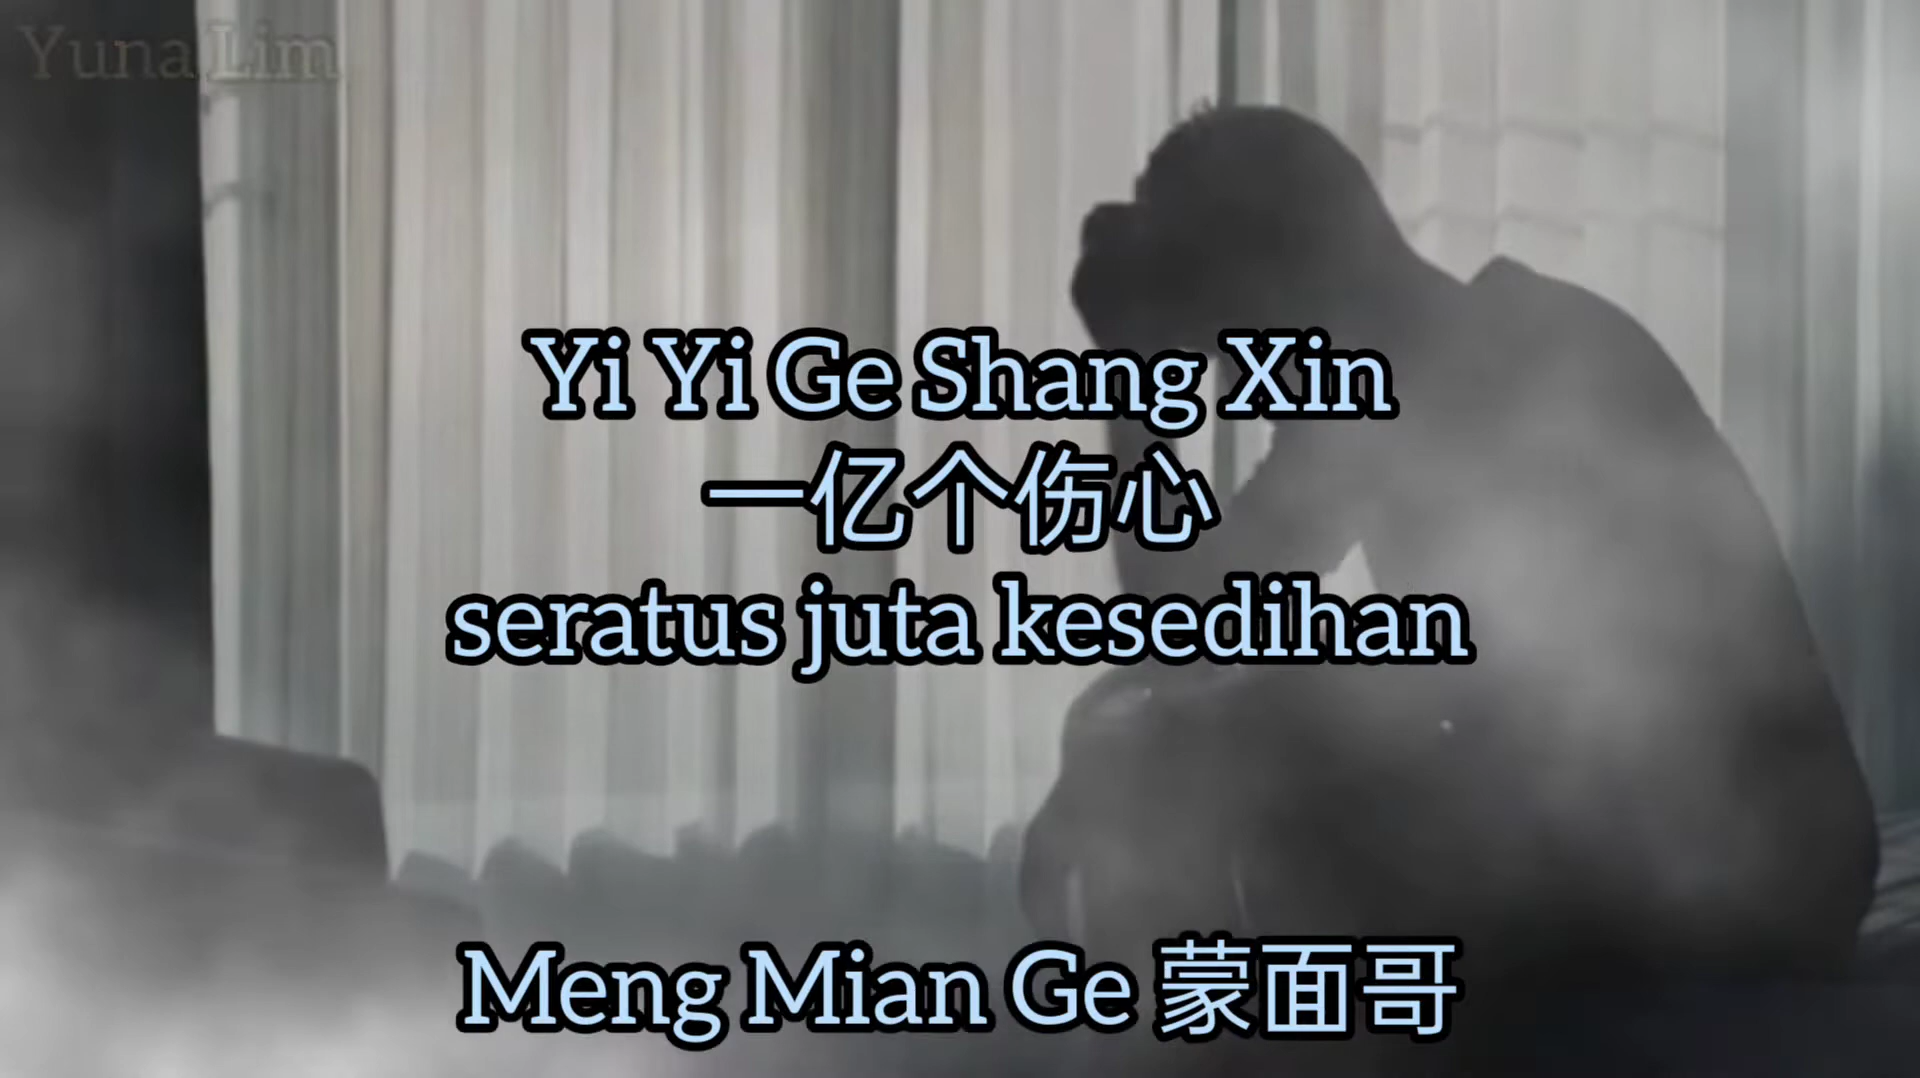 Yuna Lim
Yi Yi Ge Shang Xin
一亿个伤心
seratus juta kesedihan
Meng Mian Ge 蒙面哥